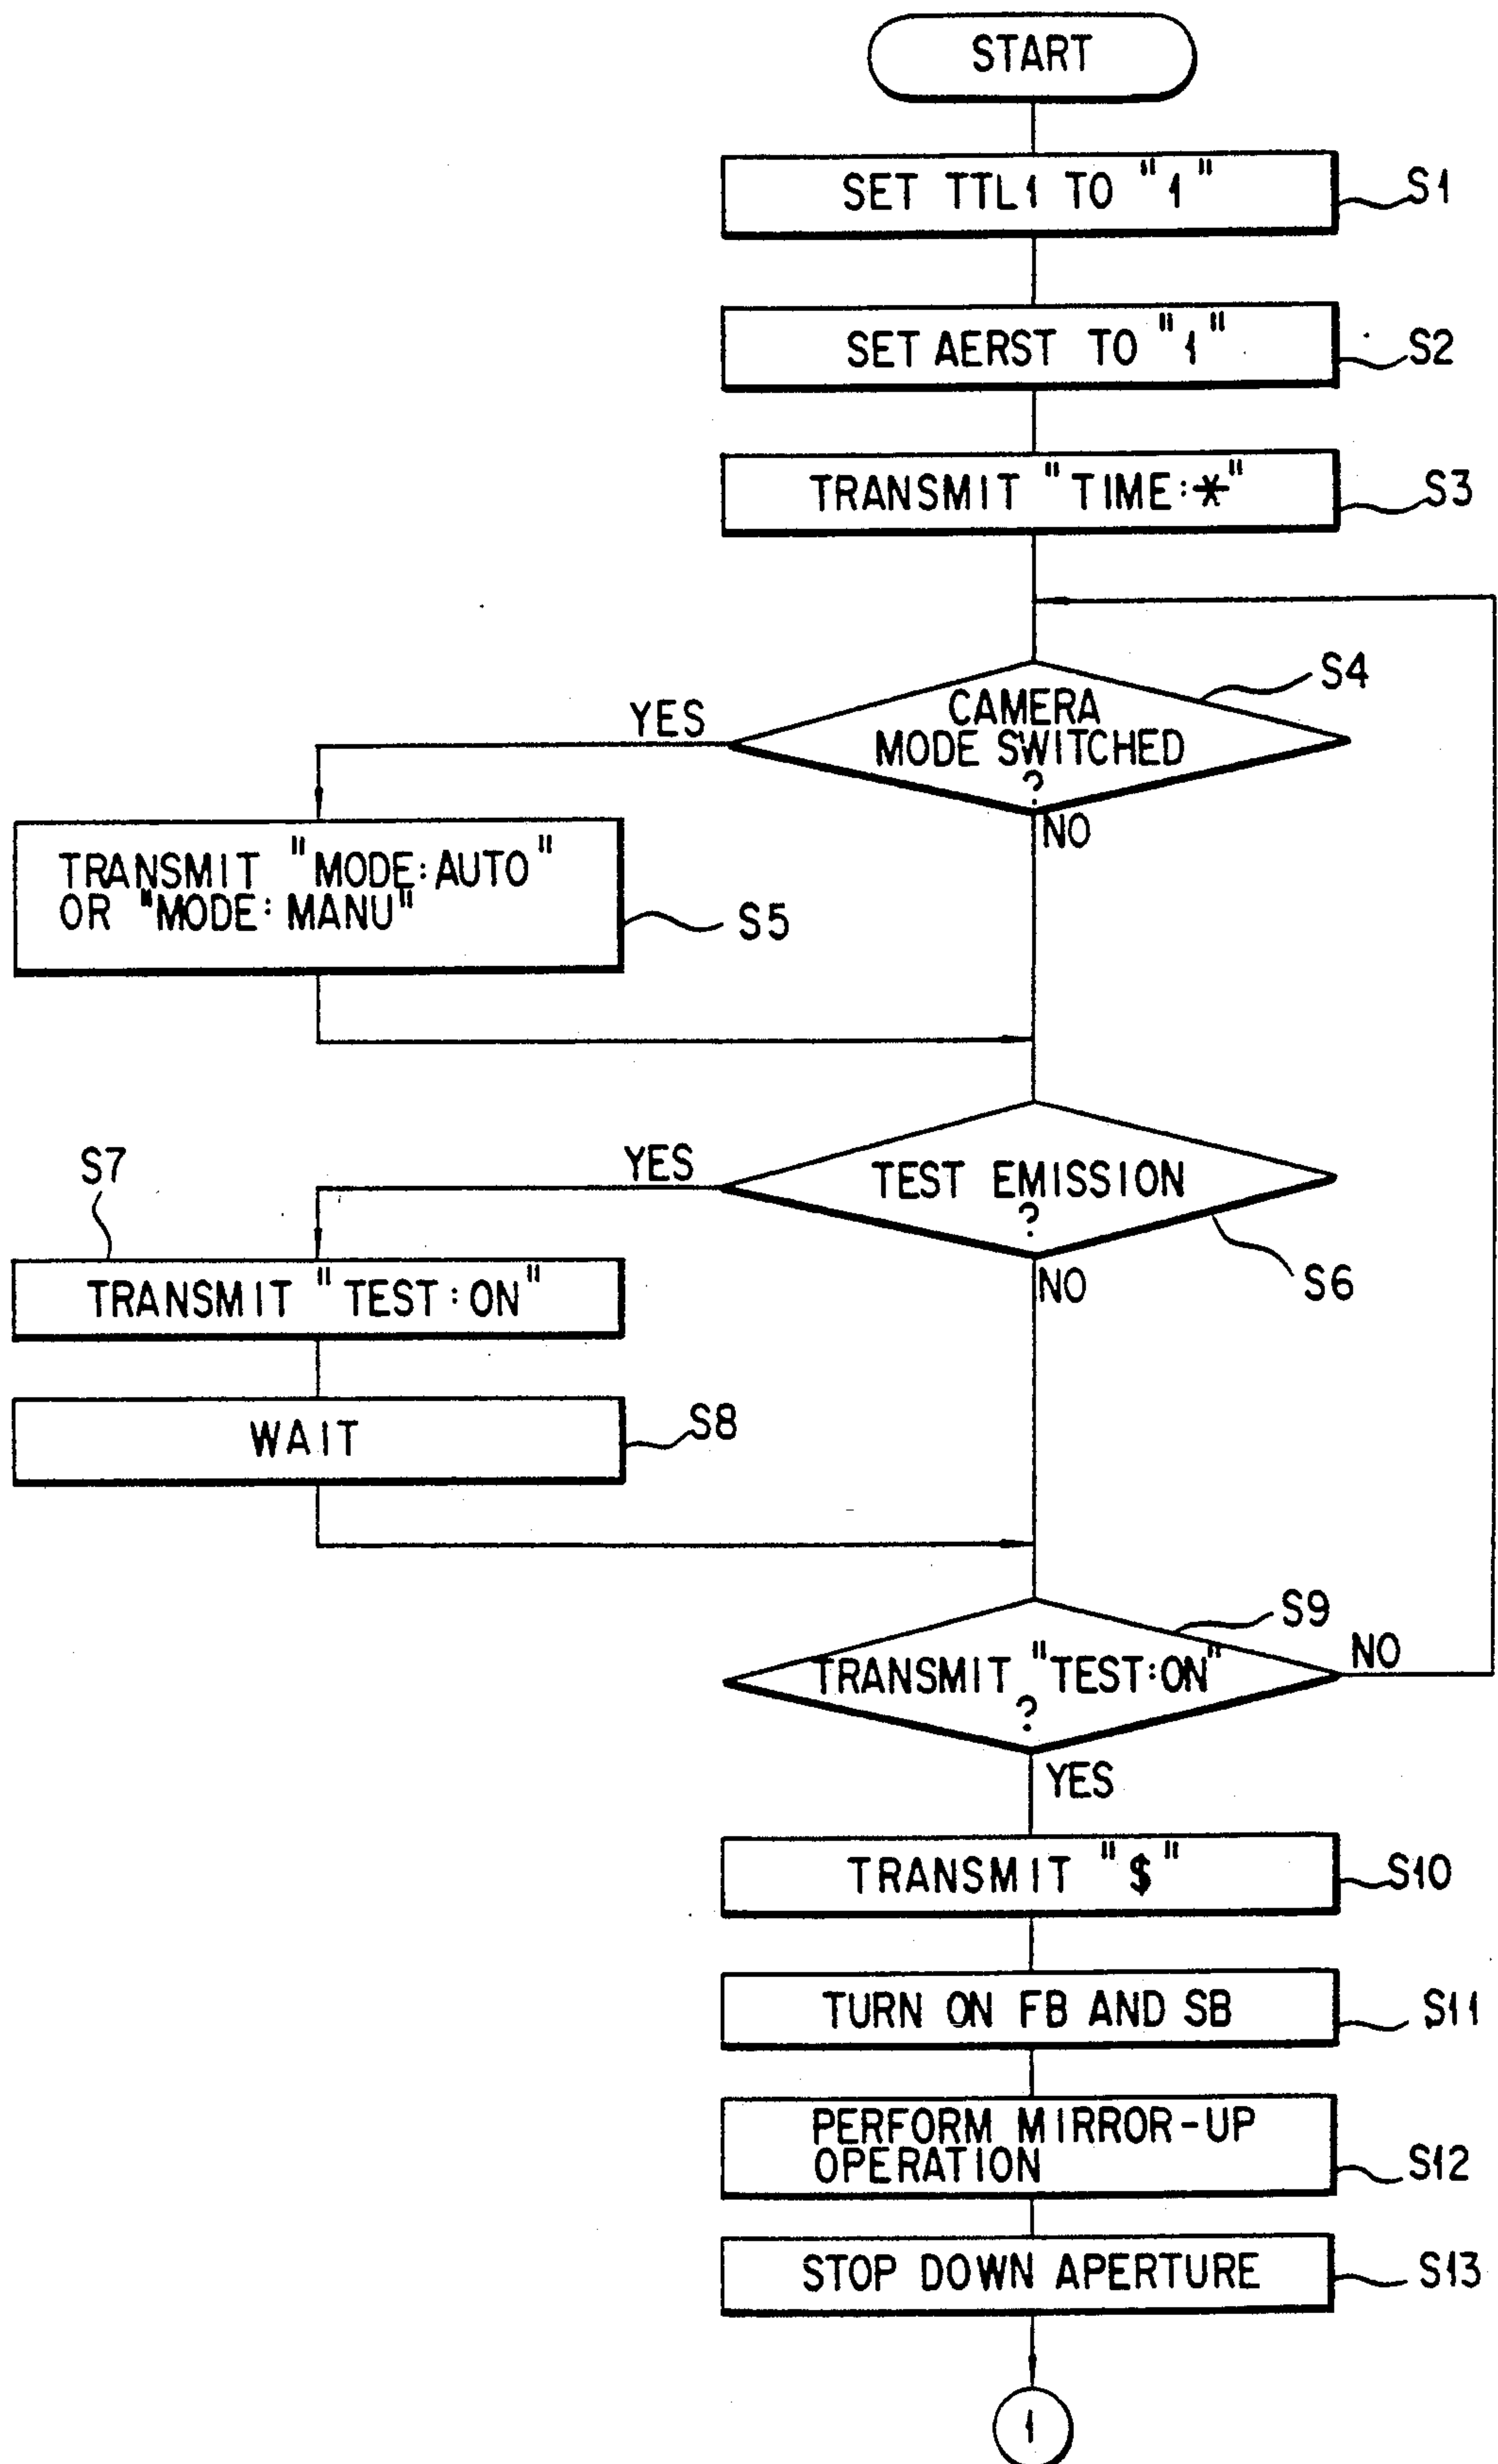 START
SET TTL1 TO "1"
S1
SET AERST TO "1"
S2
TRANSMIT "TIME:*"
S3
S4
CAMERA
MODE SWITCHED
?
YES
NO
TRANSMIT "MODE:AUTO"
OR "MODE:MANU"
S5
S7
YES
TEST EMISSION
?
NO
S6
TRANSMIT "TEST:ON"
WAIT
S8
S9
TRANSMIT "TEST:ON"
?
NO
YES
TRANSMIT "$"
S10
TURN ON FB AND SB
S11
PERFORM MIRROR-UP
OPERATION
S12
STOP DOWN APERTURE
S13
1